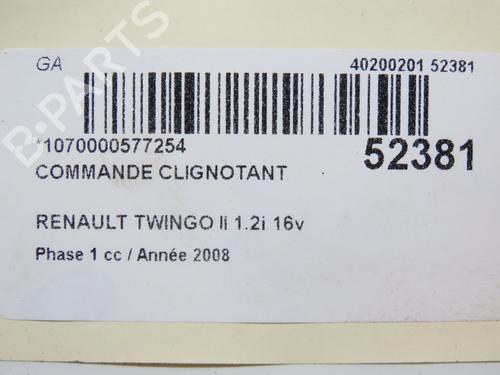 GA
40200201 52381
*1070000577254
52381
COMMANDE CLIGNOTANT
RENAULT TWINGO II 1.2i 16v
Phase 1 cc / Année 2008
B-PARTS